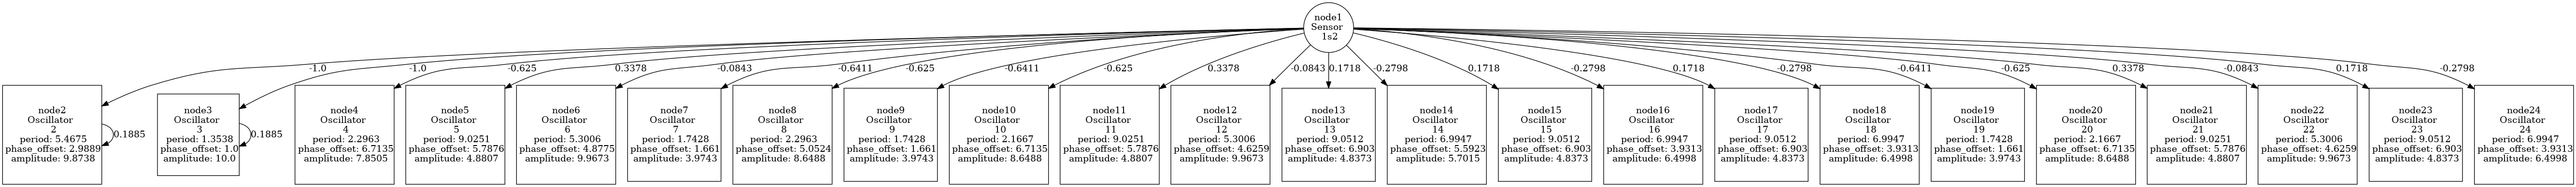 node1
Sensor
1s2
-1.0
-1.0
-0.625
0.3378
-0.0843
-0.6411
-0.625
-0.6411
-0.625
0.3378
-0.0843
0.1718
-0.2798
0.1718
-0.2798
0.1718
-0.2798
-0.6411
-0.625
0.3378
-0.0843
0.1718
-0.2798
node2
Oscillator
2
period: 5.4675
phase_offset: 2.9889
amplitude: 9.8738
0.1885
node3
Oscillator
3
period: 1.3538
phase_offset: 1.0
amplitude: 10.0
0.1885
node4
Oscillator
4
period: 2.2963
phase_offset: 6.7135
amplitude: 7.8505
node5
Oscillator
5
period: 9.0251
phase_offset: 5.7876
amplitude: 4.8807
node6
Oscillator
6
period: 5.3006
phase_offset: 4.8775
amplitude: 9.9673
node7
Oscillator
7
period: 1.7428
phase_offset: 1.661
amplitude: 3.9743
node8
Oscillator
8
period: 2.2963
phase_offset: 5.0524
amplitude: 8.6488
node9
Oscillator
9
period: 1.7428
phase_offset: 1.661
amplitude: 3.9743
node10
Oscillator
10
period: 2.1667
phase_offset: 6.7135
amplitude: 8.6488
node11
Oscillator
11
period: 9.0251
phase_offset: 5.7876
amplitude: 4.8807
node12
Oscillator
12
period: 5.3006
phase_offset: 4.6259
amplitude: 9.9673
node13
Oscillator
13
period: 9.0512
phase_offset: 6.903
amplitude: 4.8373
node14
Oscillator
14
period: 6.9947
phase_offset: 5.5923
amplitude: 5.7015
node15
Oscillator
15
period: 9.0512
phase_offset: 6.903
amplitude: 4.8373
node16
Oscillator
16
period: 6.9947
phase_offset: 3.9313
amplitude: 6.4998
node17
Oscillator
17
period: 9.0512
phase_offset: 6.903
amplitude: 4.8373
node18
Oscillator
18
period: 6.9947
phase_offset: 3.9313
amplitude: 6.4998
node19
Oscillator
19
period: 1.7428
phase_offset: 1.661
amplitude: 3.9743
node20
Oscillator
20
period: 2.1667
phase_offset: 6.7135
amplitude: 8.6488
node21
Oscillator
21
period: 9.0251
phase_offset: 5.7876
amplitude: 4.8807
node22
Oscillator
22
period: 5.3006
phase_offset: 4.6259
amplitude: 9.9673
node23
Oscillator
23
period: 9.0512
phase_offset: 6.903
amplitude: 4.8373
node24
Oscillator
24
period: 6.9947
phase_offset: 3.9313
amplitude: 6.4998